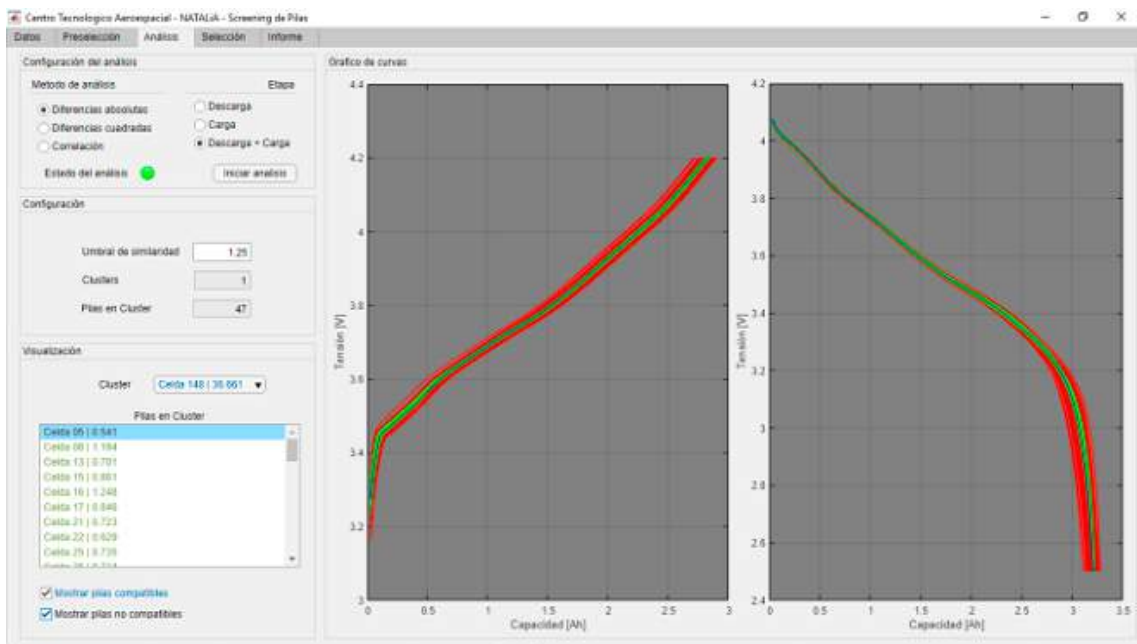 Centro Tecnologico Aeroespacial - NATALIA - Screening de Pilas
Datos Preselección Análisis Selección Informe
Configuración del análisis
Metodo de análisis Etapa
Diferencias absolutas
Diferencias cuadradas
Correlación
Descarga
Carga
Descarga + Carga
Estado del análisis Iniciar analisis
Configuración
Umbral de similaridad 1.25
Clusters 1
Pilas en Cluster 47
Visualización
Cluster Celda 148 | 36.661
Pilas en Cluster
Celda 05 | 0.941
Celda 08 | 1.184
Celda 13 | 0.701
Celda 15 | 0.861
Celda 16 | 1.248
Celda 17 | 0.846
Celda 21 | 0.723
Celda 22 | 0.629
Celda 25 | 0.735
Mostrar pilas compatibles
Mostrar pilas no compatibles
Grafico de curvas
4.4
4.2
4
3.8
3.6
3.4
3.2
3
Tensión [V]
0 0.5 1 1.5 2 2.5 3
Capacidad [Ah]
4.2
4
3.8
3.6
3.4
3.2
3
2.8
2.6
2.4
Tensión [V]
0 0.5 1 1.5 2 2.5 3 3.5
Capacidad [Ah]